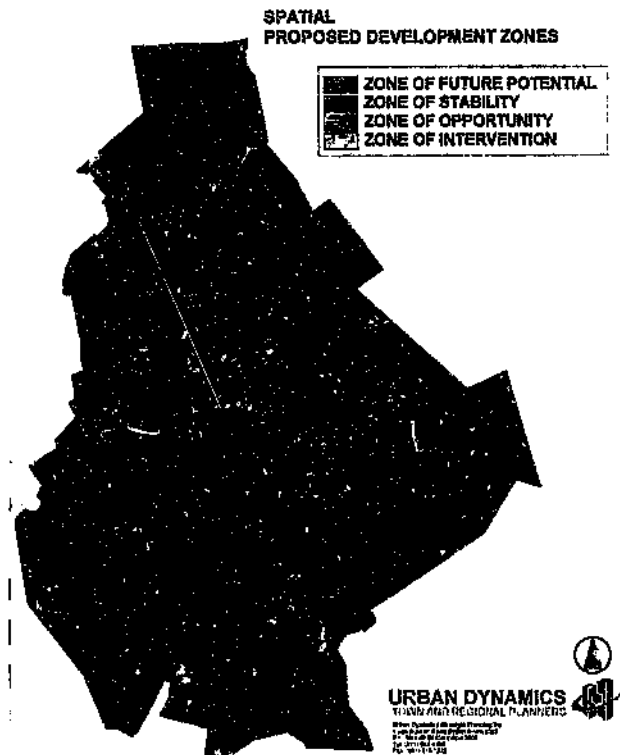 SPATIAL
PROPOSED DEVELOPMENT ZONES
ZONE OF FUTURE POTENTIAL
ZONE OF STABILITY
ZONE OF OPPORTUNITY
ZONE OF INTERVENTION
URBAN DYNAMICS
TOWN AND REGIONAL PLANNERS